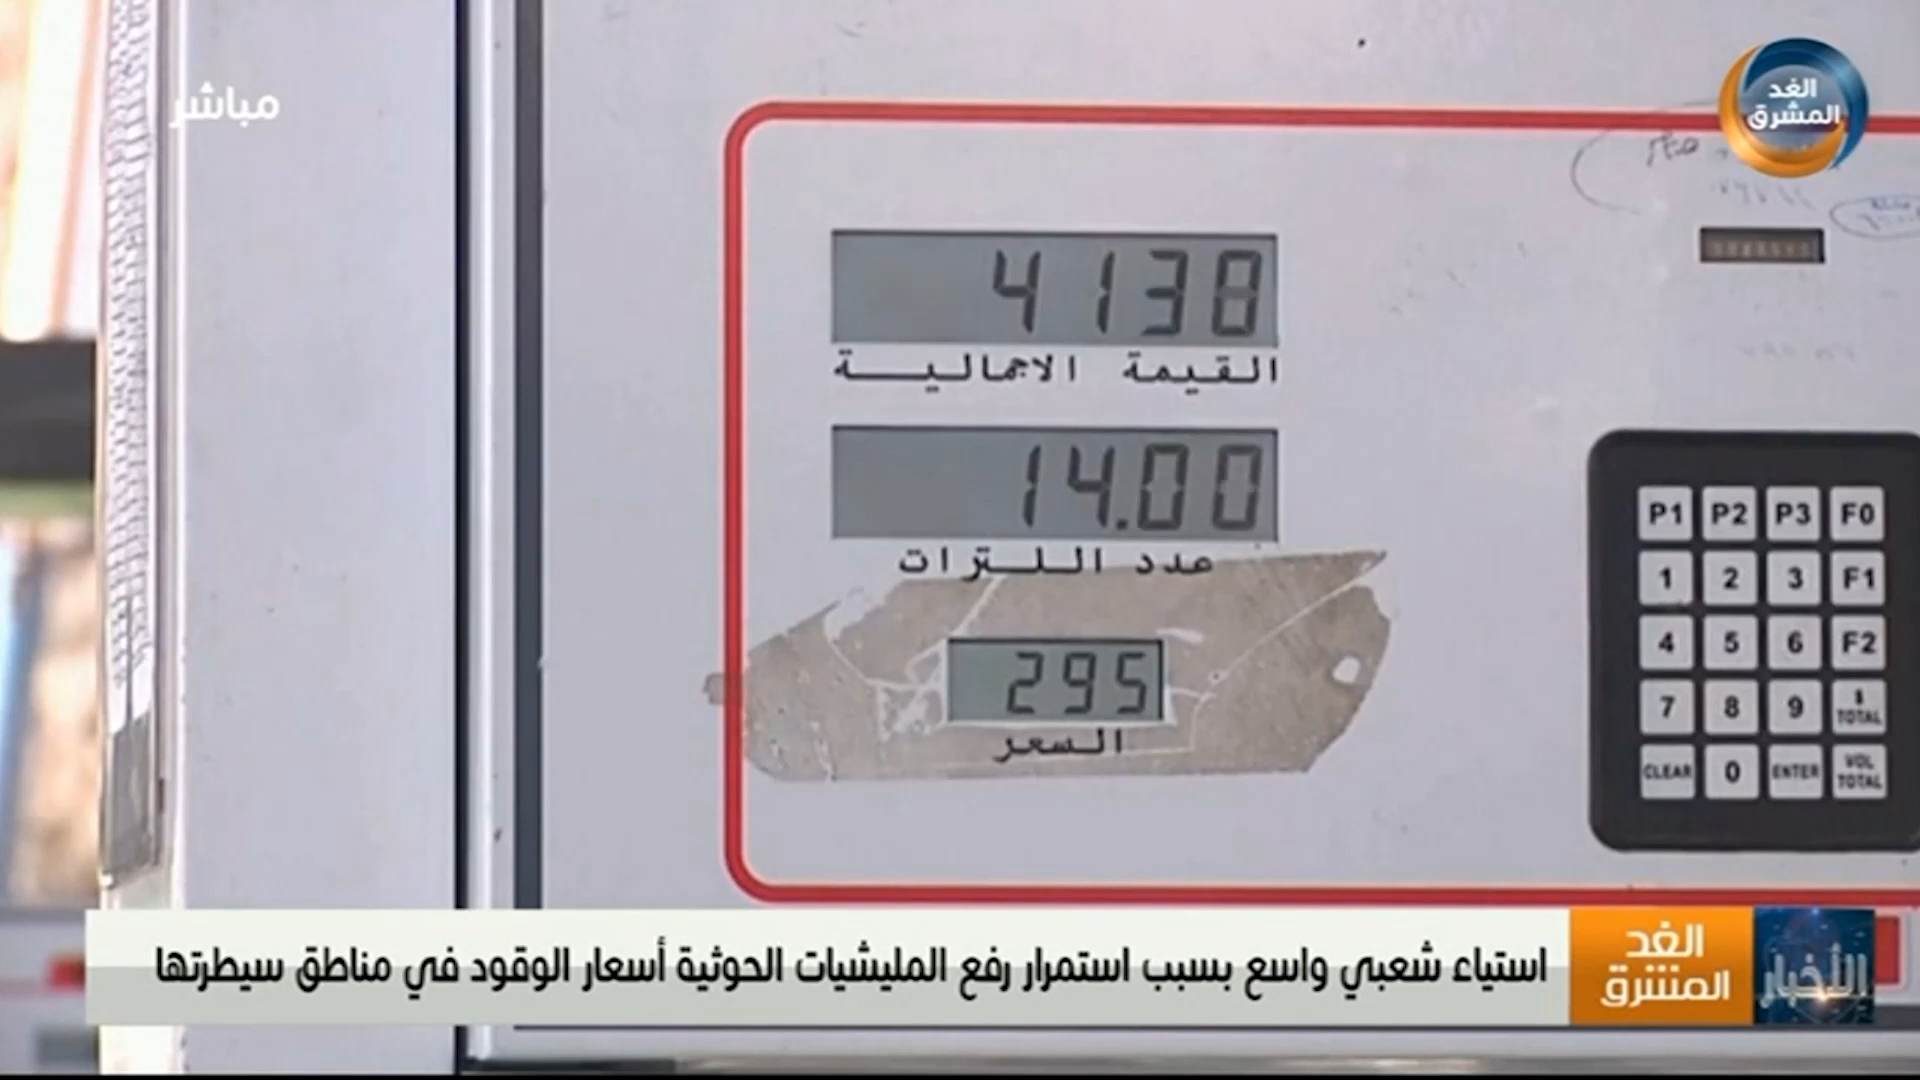 مباشر
الغد
المشرق
4138
القيمة الاجمالية
14.00
عدد اللترات
295
السعر
P1 P2 P3 F0
1 2 3 F1
4 5 6 F2
7 8 9 $ TOTAL
CLEAR 0 ENTER VOL TOTAL
استياء شعبي واسع بسبب استمرار رفع المليشيات الحوثية أسعار الوقود في مناطق سيطرتها
الغد
المشرق
الأخبار